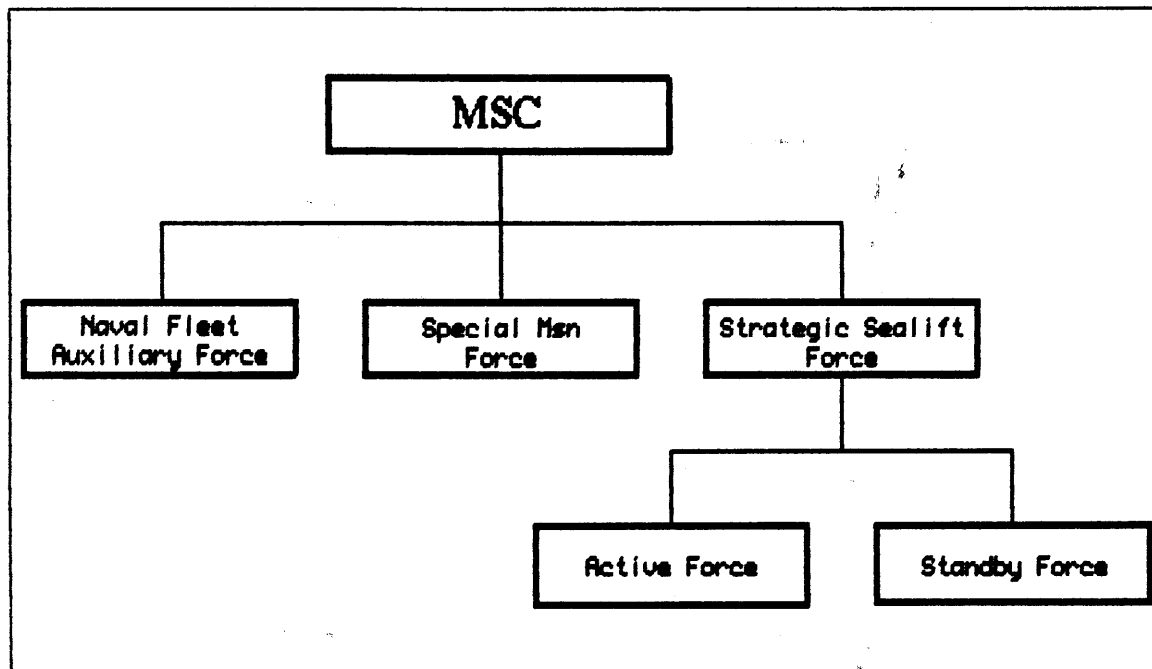 MSC
Naval Fleet
Auxiliary Force
Special Msn
Force
Strategic Sealift
Force
Active Force
Standby Force